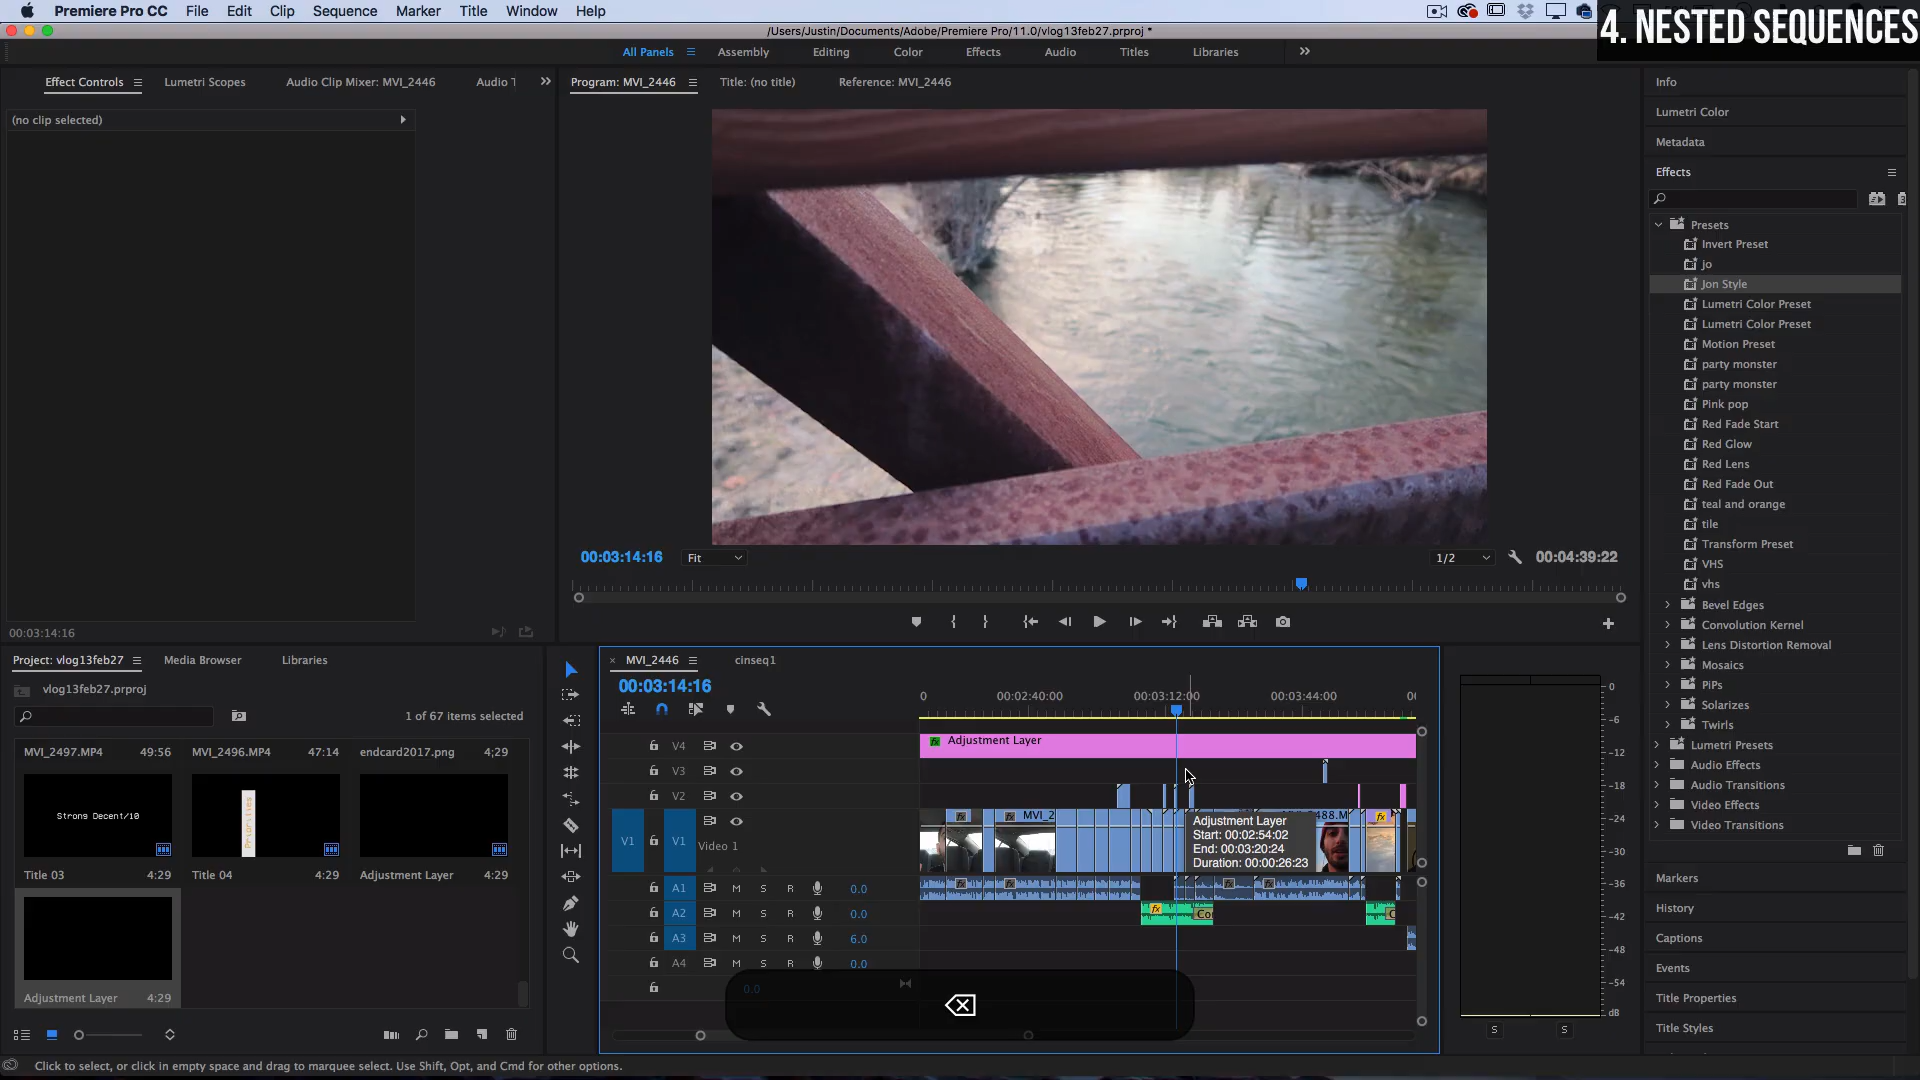 Premiere Pro CC File Edit Clip Sequence Marker Title Window Help
4. NESTED SEQUENCES
/Users/Justin/Documents/Adobe/Premiere Pro/11.0/vlog13feb27.prproj *
All Panels Assembly Editing Color Effects Audio Titles Libraries
Effect Controls Lumetri Scopes Audio Clip Mixer: MVI_2446 Audio T
Program: MVI_2446 Title: (no title) Reference: MVI_2446
(no clip selected)
00:03:14:16
00:03:14:16 Fit 1/2 00:04:39:22
Project: vlog13feb27 Media Browser Libraries
vlog13feb27.prproj
1 of 67 items selected
MVI_2497.MP4 49:56 MVI_2496.MP4 47:14 endcard2017.png 4;29
Strons Decent/10
Priorities
Title 03 4:29 Title 04 4:29 Adjustment Layer 4:29
Adjustment Layer 4:29
MVI_2446 cinseq1
00:03:14:16
0 00:02:40:00 00:03:12:00 00:03:44:00 00
V4 Adjustment Layer
V3
V2
V1 V1 Video 1
fx fx MVI_2 488.M fx
Adjustment Layer
Start: 00:02:54:02
End: 00:03:20:24
Duration: 00:00:26:23
A1 M S R 0.0
A2 M S R 0.0 fx Co C
A3 M S R 6.0
A4 M S R 0.0
0.0
0
-6
-12
-18
-24
-30
-36
-42
-48
-54
dB
S S
Info
Lumetri Color
Metadata
Effects
Presets
Invert Preset
jo
Jon Style
Lumetri Color Preset
Lumetri Color Preset
Motion Preset
party monster
party monster
Pink pop
Red Fade Start
Red Glow
Red Lens
Red Fade Out
teal and orange
tile
Transform Preset
VHS
vhs
Bevel Edges
Convolution Kernel
Lens Distortion Removal
Mosaics
PiPs
Solarizes
Twirls
Lumetri Presets
Audio Effects
Audio Transitions
Video Effects
Video Transitions
Markers
History
Captions
Events
Title Properties
Title Styles
Click to select, or click in empty space and drag to marquee select. Use Shift, Opt, and Cmd for other options.